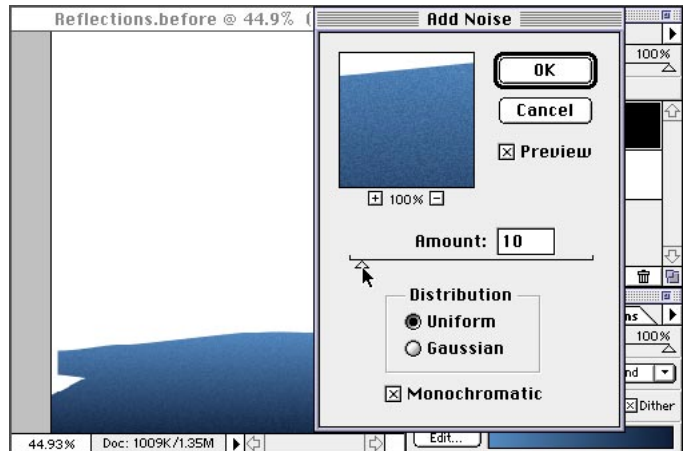 Reflections.before @ 44.9% (
Add Noise
OK
Cancel
Preview
100%
Amount: 10
Distribution
Uniform
Gaussian
Monochromatic
100%
100%
Dither
Edit...
44.93% Doc: 1009K/1.35M